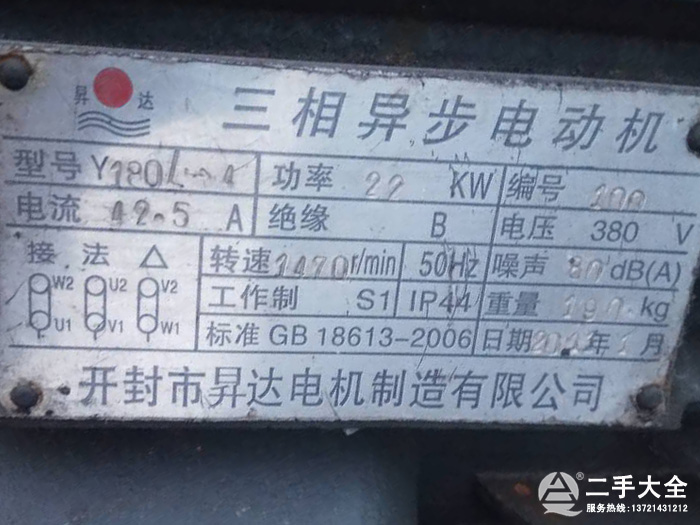 昇 达 三相异步电动机
型号 Y180L-4 功率 22 KW 编号 100
电流 42.5 A 绝缘 B 电压 380 V
接 法 △ 转速 1470 r/min 50Hz 噪声 80 dB(A)
W2 U2 V2 工作制 S1 IP44 重量 190 kg
U1 V1 W1 标准 GB 18613-2006 日期 年1月
开封市昇达电机制造有限公司
二手大全
服务热线:13721431212